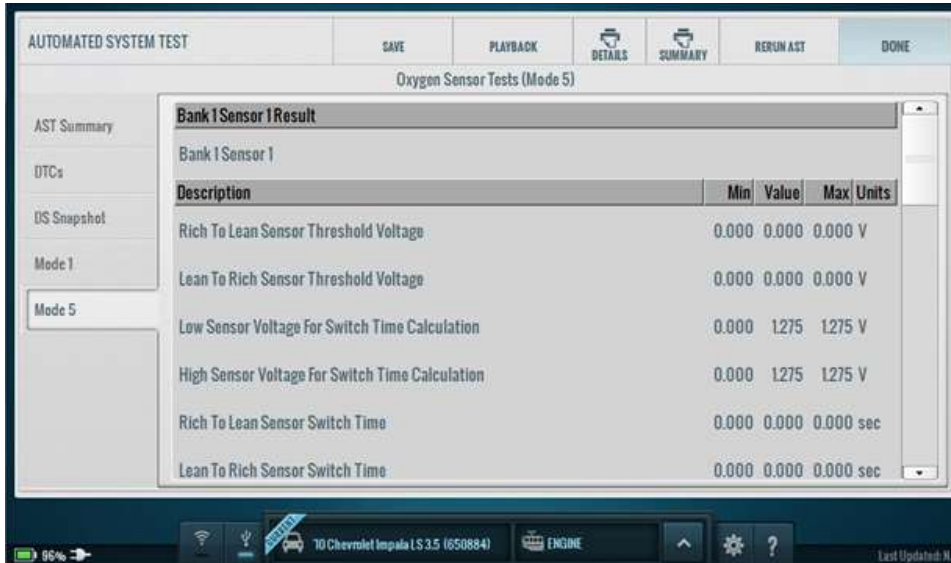 AUTOMATED SYSTEM TEST
SAVE
PLAYBACK
DETAILS
SUMMARY
RERUN AST
DONE
Oxygen Sensor Tests (Mode 5)
AST Summary
DTCs
DS Snapshot
Mode 1
Mode 5
Bank 1 Sensor 1 Result
Bank 1 Sensor 1
Description Min Value Max Units
Rich To Lean Sensor Threshold Voltage 0.000 0.000 0.000 V
Lean To Rich Sensor Threshold Voltage 0.000 0.000 0.000 V
Low Sensor Voltage For Switch Time Calculation 0.000 1.275 1.275 V
High Sensor Voltage For Switch Time Calculation 0.000 1.275 1.275 V
Rich To Lean Sensor Switch Time 0.000 0.000 0.000 sec
Lean To Rich Sensor Switch Time 0.000 0.000 0.000 sec
96%
CURRENT
'10 Chevrolet Impala LS 3.5 (650884)
ENGINE
?
Last Updated: N